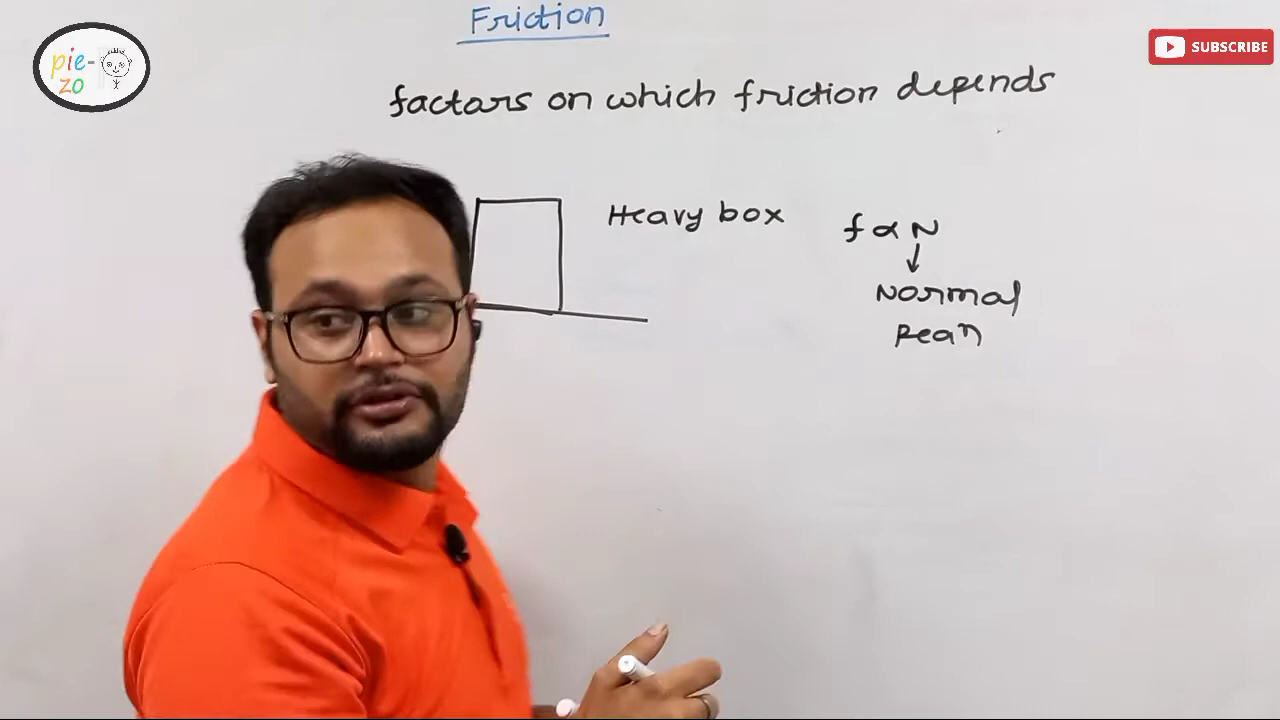 Friction
pie-
zo
SUBSCRIBE
factors on which friction depends
Heavy box
f ∝ N
↓
Normal
Reaⁿ